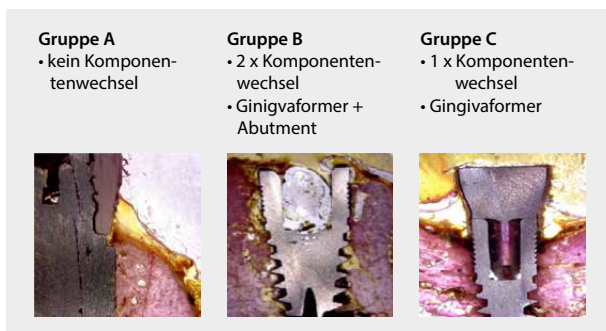 Gruppe A
• kein Komponen-
tenwechsel
Gruppe B
• 2 x Komponenten-
wechsel
• Ginigvaformer +
Abutment
Gruppe C
• 1 x Komponenten-
wechsel
• Gingivaformer